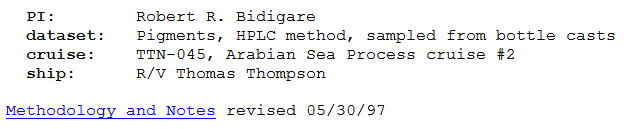 PI: Robert R. Bidigare
dataset: Pigments, HPLC method, sampled from bottle casts
cruise: TTN-045, Arabian Sea Process cruise #2
ship: R/V Thomas Thompson
Methodology and Notes revised 05/30/97